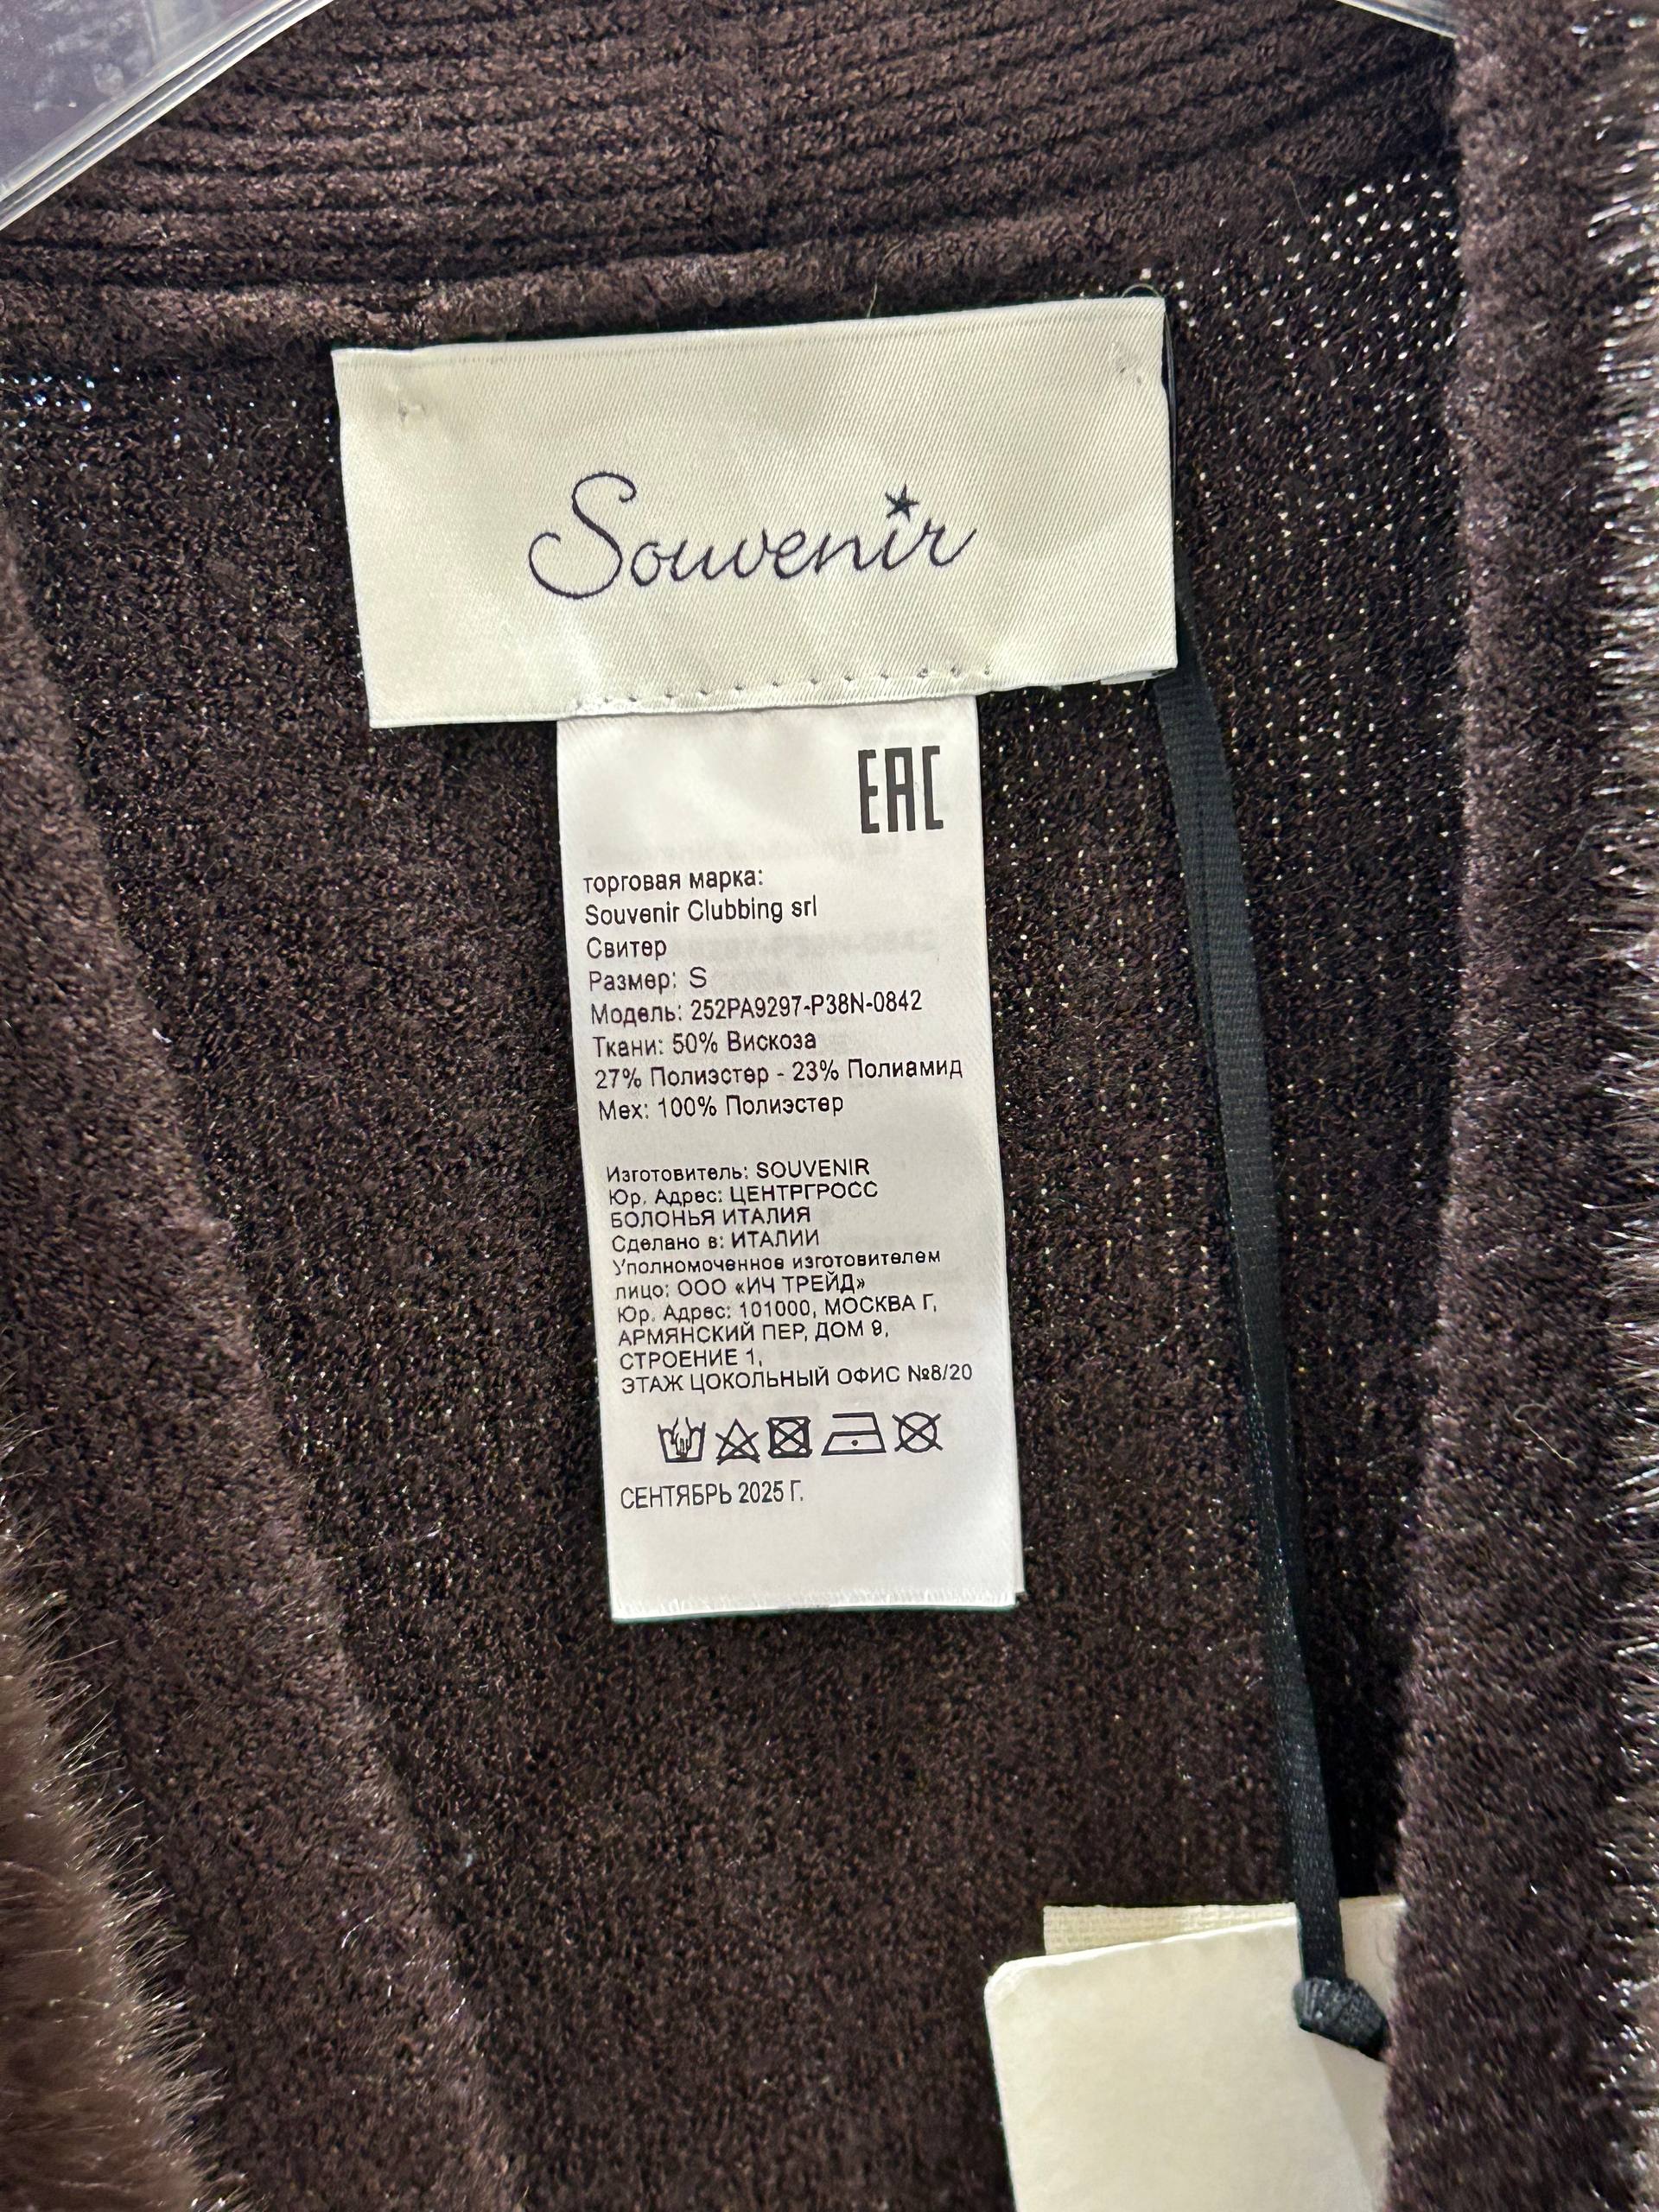 Souvenir
EAC
торговая марка:
Souvenir Clubbing srl
Свитер
Размер: S
Модель: 252PA9297-P38N-0842
Ткани: 50% Вискоза
27% Полиэстер - 23% Полиамид
Мех: 100% Полиэстер
Изготовитель: SOUVENIR
Юр. Адрес: ЦЕНТРГРОСС
БОЛОНЬЯ ИТАЛИЯ
Сделано в: ИТАЛИИ
Уполномоченное изготовителем
лицо: ООО «ИЧ ТРЕЙД»
Юр. Адрес: 101000, МОСКВА Г,
АРМЯНСКИЙ ПЕР, ДОМ 9,
СТРОЕНИЕ 1,
ЭТАЖ ЦОКОЛЬНЫЙ ОФИС №8/20
СЕНТЯБРЬ 2025 Г.